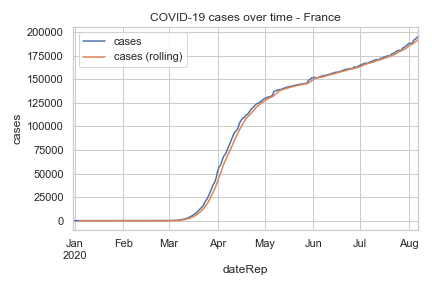 COVID-19 cases over time - France
cases
cases (rolling)
200000
175000
150000
125000
100000
75000
50000
25000
0
cases
Jan Feb Mar Apr May Jun Jul Aug
2020
dateRep